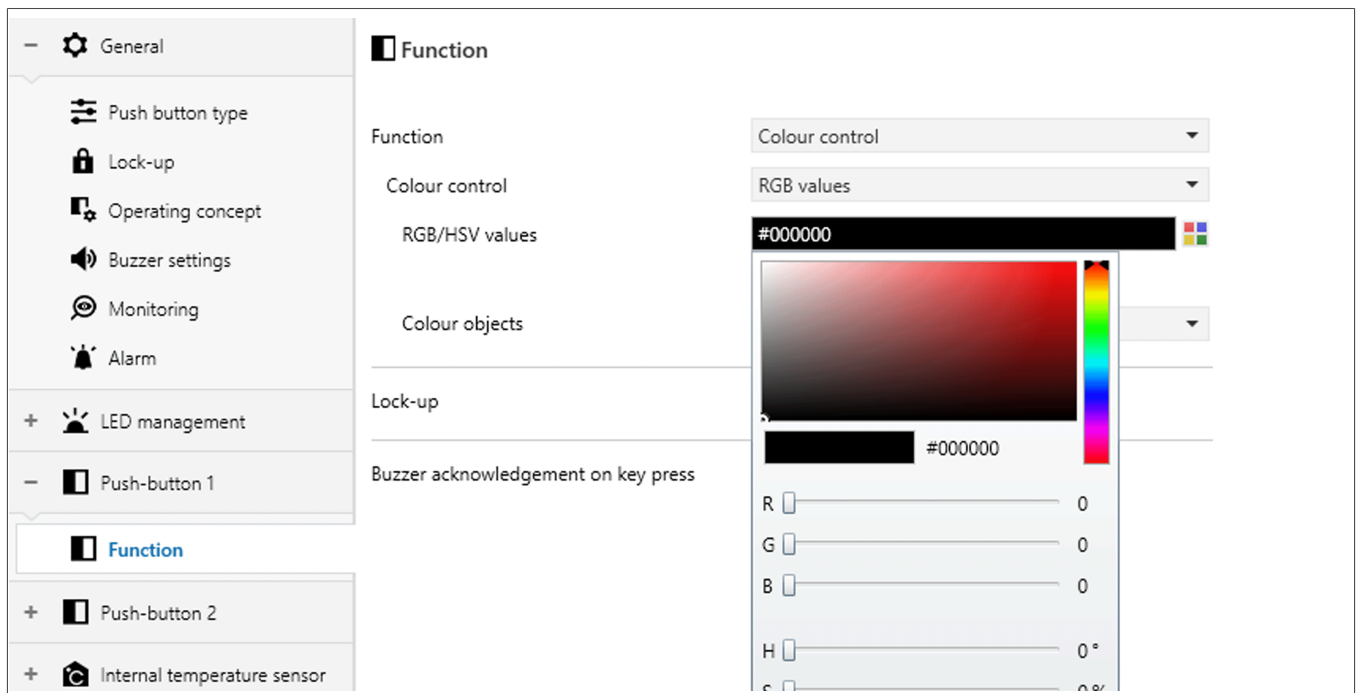 General
Push button type
Lock-up
Operating concept
Buzzer settings
Monitoring
Alarm
LED management
Push-button 1
Function
Push-button 2
Internal temperature sensor
Function
Function
Colour control
Colour control
RGB values
RGB/HSV values
#000000
Colour objects
#000000
Lock-up
Buzzer acknowledgement on key press
R 0
G 0
B 0
H 0 °
S 0 %